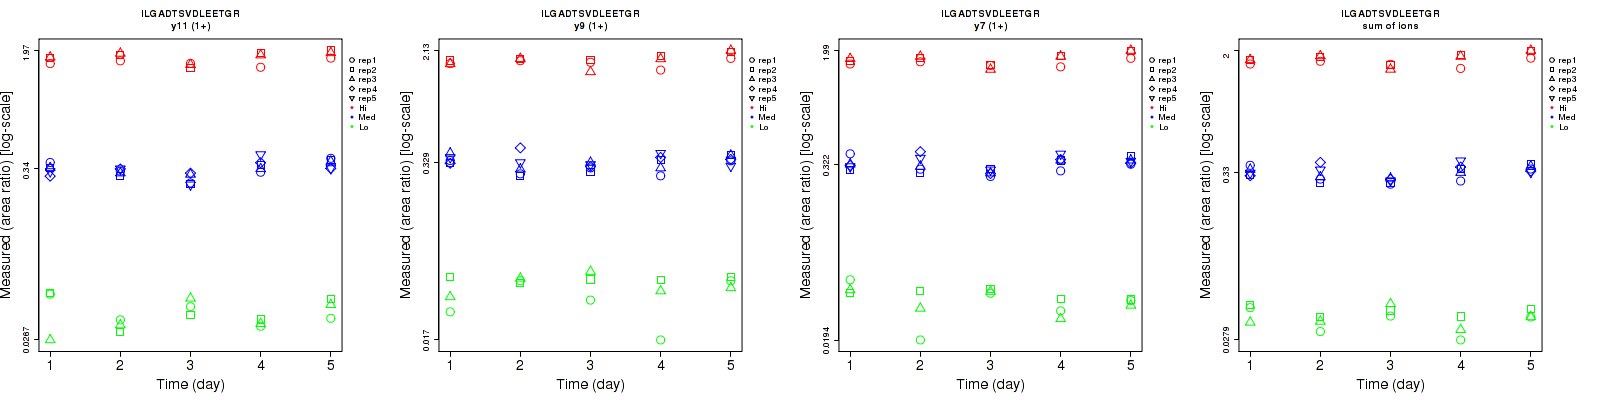 ILGADTSVDLEETGR
y11 (1+)
Measured (area ratio) [log-scale]
1.97
0.34
0.0267
1 2 3 4 5
Time (day)
rep1
rep2
rep3
rep4
rep5
Hi
Med
Lo
ILGADTSVDLEETGR
y9 (1+)
Measured (area ratio) [log-scale]
2.13
0.329
0.017
1 2 3 4 5
Time (day)
rep1
rep2
rep3
rep4
rep5
Hi
Med
Lo
ILGADTSVDLEETGR
y7 (1+)
Measured (area ratio) [log-scale]
1.99
0.322
0.0194
1 2 3 4 5
Time (day)
rep1
rep2
rep3
rep4
rep5
Hi
Med
Lo
ILGADTSVDLEETGR
sum of ions
Measured (area ratio) [log-scale]
2
0.33
0.0279
1 2 3 4 5
Time (day)
rep1
rep2
rep3
rep4
rep5
Hi
Med
Lo